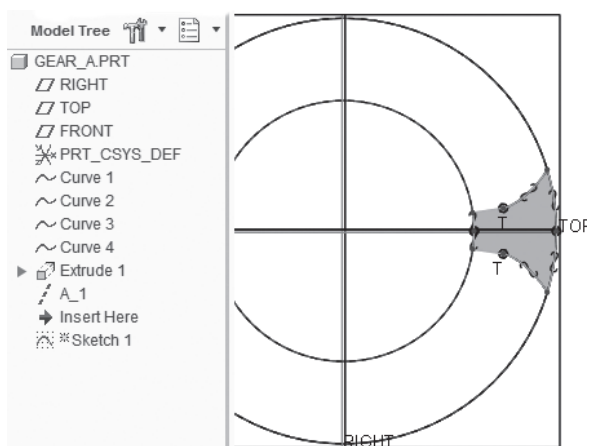 Model Tree
GEAR_A.PRT
RIGHT
TOP
FRONT
PRT_CSYS_DEF
Curve 1
Curve 2
Curve 3
Curve 4
Extrude 1
A_1
Insert Here
※Sketch 1
T
TOP
T
RIGHT